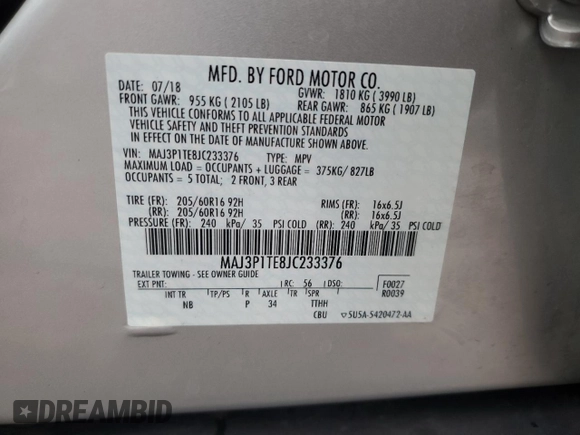 MFD. BY FORD MOTOR CO.
DATE: 07/18 GVWR: 1810 KG ( 3990 LB)
FRONT GAWR: 955 KG ( 2105 LB) REAR GAWR: 865 KG ( 1907 LB)
THIS VEHICLE CONFORMS TO ALL APPLICABLE FEDERAL MOTOR
VEHICLE SAFETY AND THEFT PREVENTION STANDARDS
IN EFFECT ON THE DATE OF MANUFACTURE SHOWN ABOVE.
VIN: MAJ3P1TE8JC233376 TYPE: MPV
MAXIMUM LOAD = OCCUPANTS + LUGGAGE = 375KG/ 827LB
OCCUPANTS = 5 TOTAL; 2 FRONT, 3 REAR
TIRE (FR): 205/60R16 92H RIMS (FR): 16x6.5J
(RR): 205/60R16 92H (RR): 16x6.5J
PRESSURE (FR): 240 kPa/ 35 PSI COLD (RR): 240 kPa/ 35 PSI COLD
MAJ3P1TE8JC233376
TRAILER TOWING - SEE OWNER GUIDE
EXT PNT: RC: 56 DSO: F0027
R0039
INT TR TP/PS R AXLE TR SPR
NB P 34 TTHH
CBU ▽SU5A-5420472-AA
DREAMBID